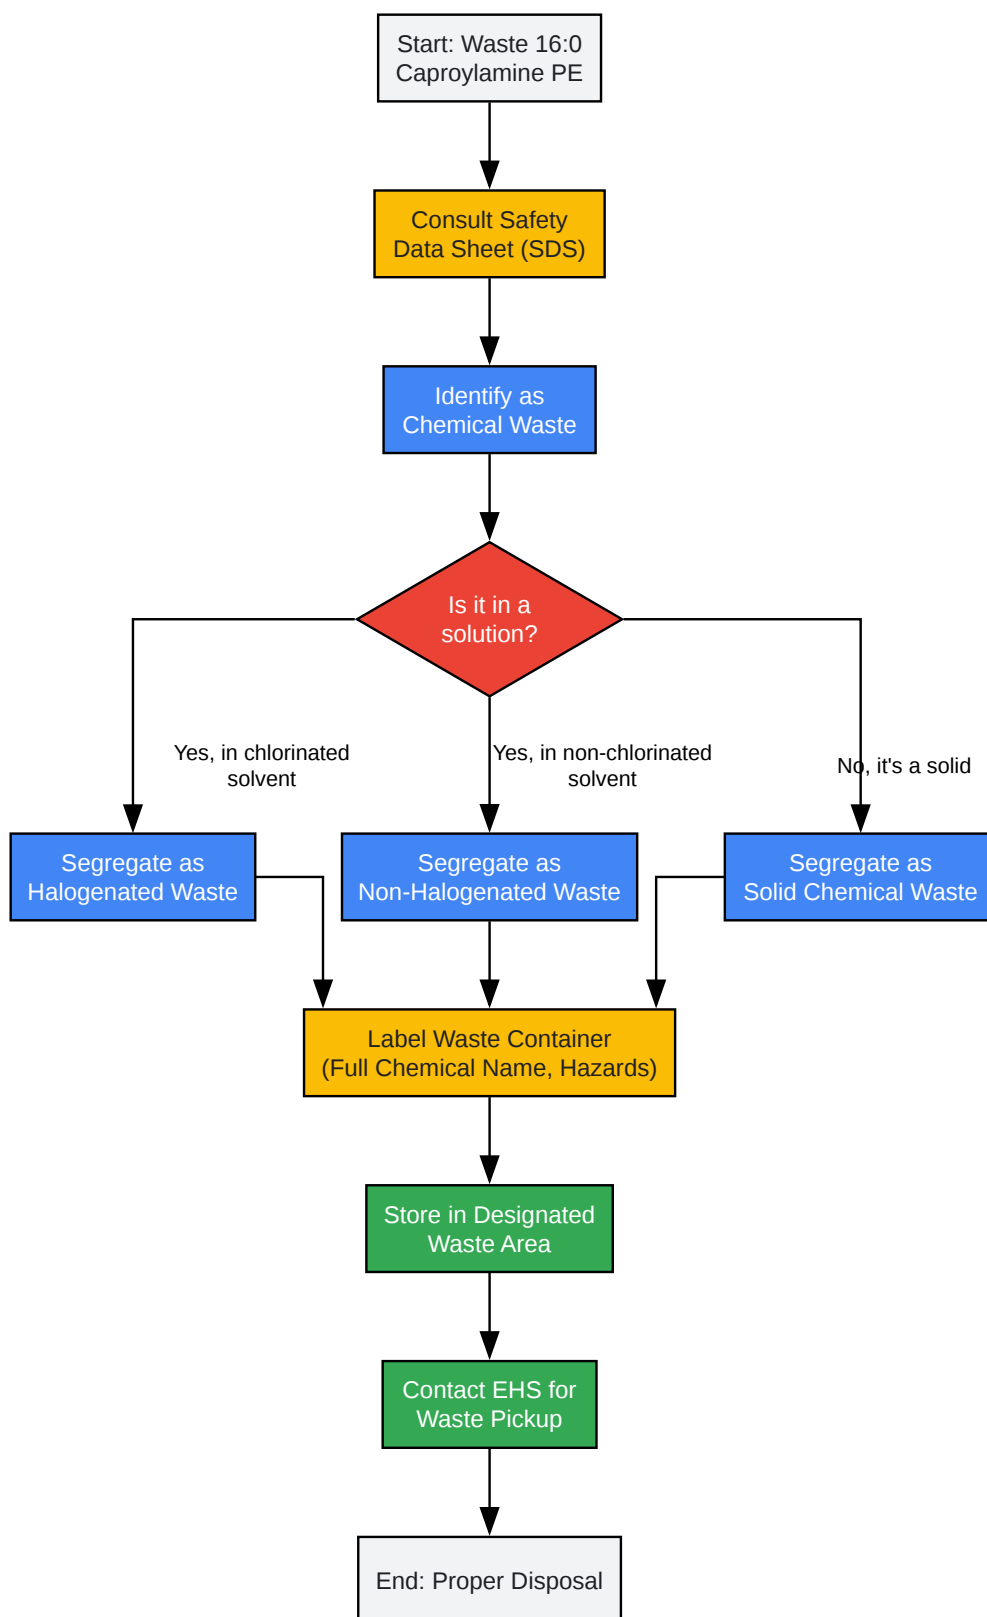 Start: Waste 16:0
Caproylamine PE
Consult Safety
Data Sheet (SDS)
Identify as
Chemical Waste
Is it in a
solution?
Yes, in chlorinated
solvent
Yes, in non-chlorinated
solvent
No, it's a solid
Segregate as
Halogenated Waste
Segregate as
Non-Halogenated Waste
Segregate as
Solid Chemical Waste
Label Waste Container
(Full Chemical Name, Hazards)
Store in Designated
Waste Area
Contact EHS for
Waste Pickup
End: Proper Disposal